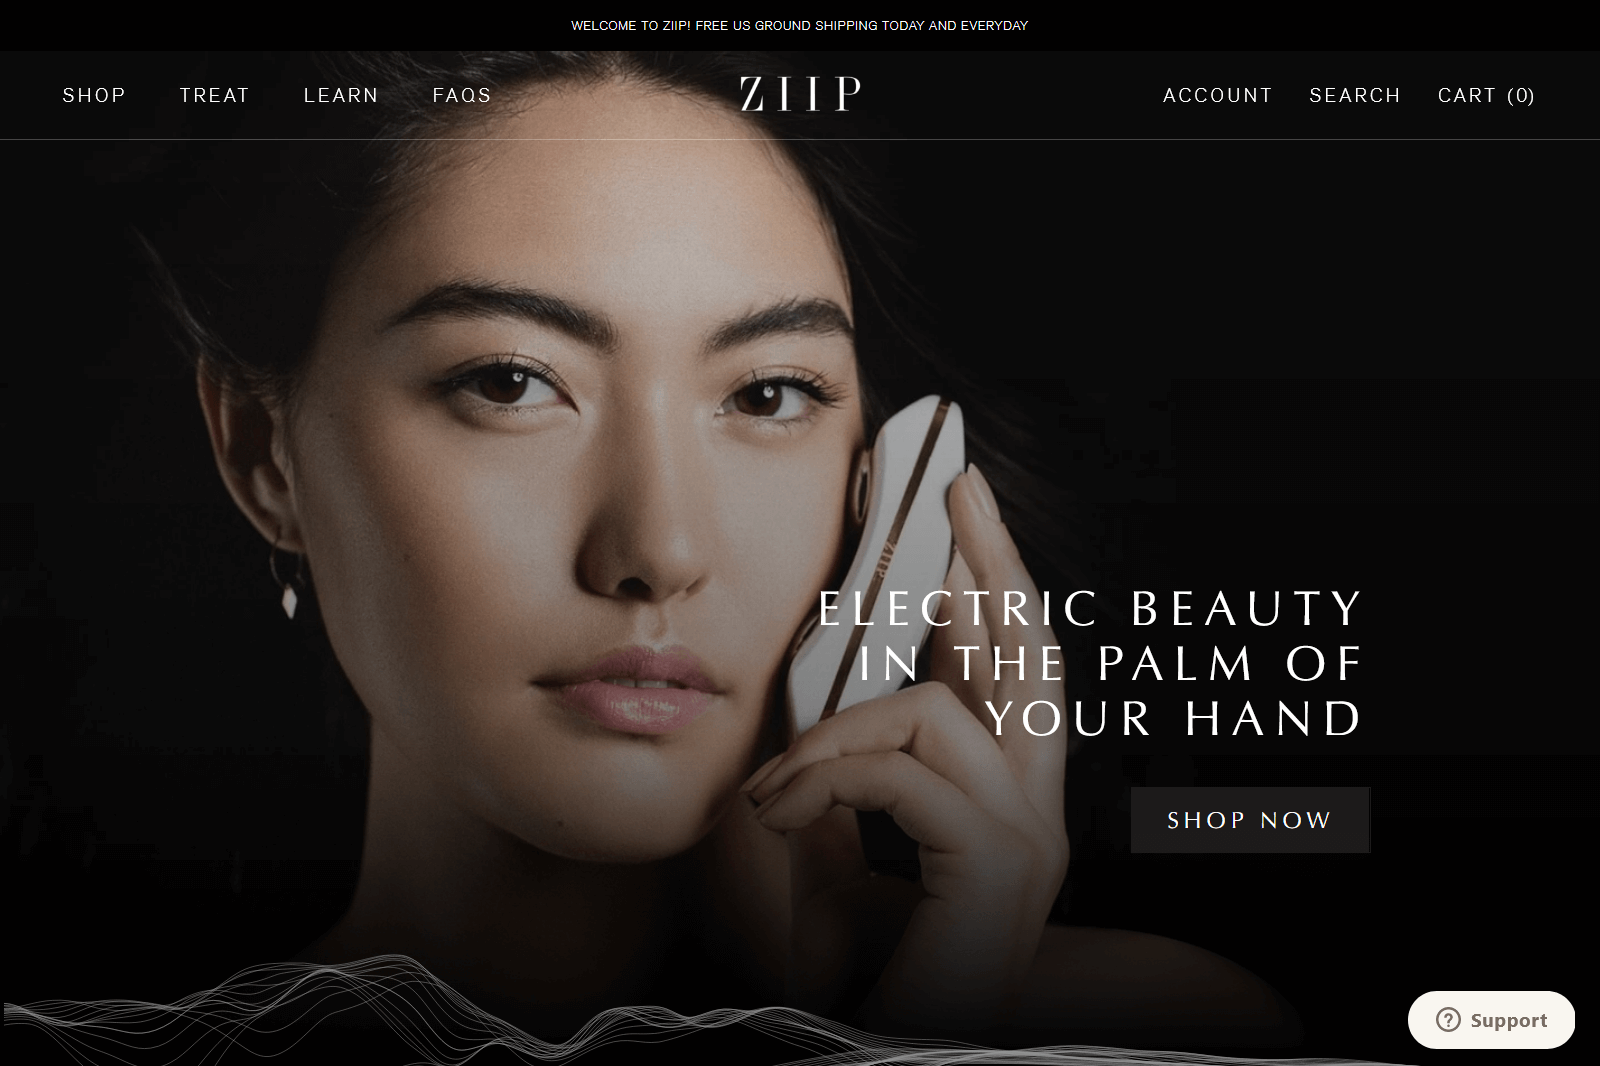 WELCOME TO ZIIP! FREE US GROUND SHIPPING TODAY AND EVERYDAY
SHOP TREAT LEARN FAQS ZIIP ACCOUNT SEARCH CART (0)
ZIIP
ELECTRIC BEAUTY
IN THE PALM OF
YOUR HAND
SHOP NOW
Support